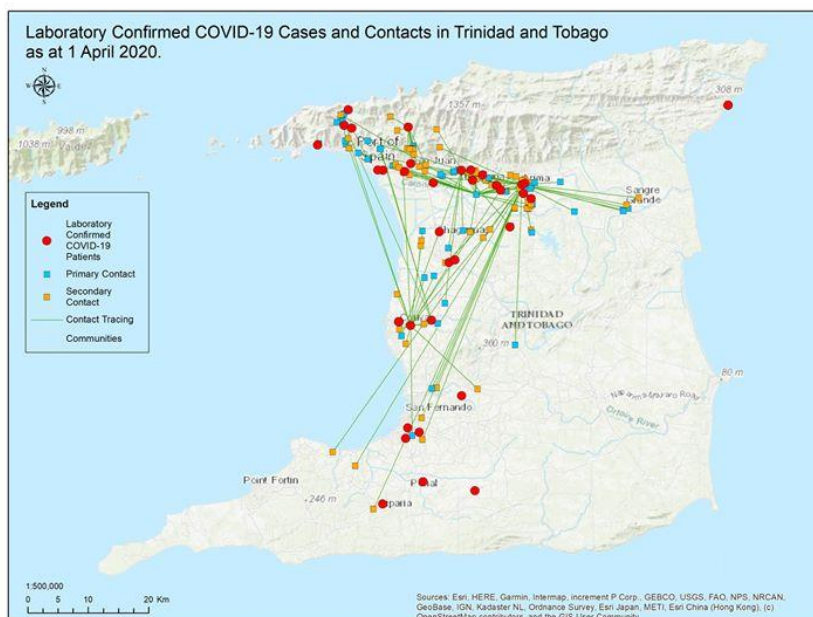 Laboratory Confirmed COVID-19 Cases and Contacts in Trinidad and Tobago
as at 1 April 2020.
N
W E
S
998 m
1038 m
1357 m
308 m
Port of
Spain
San Juan
Arima
Sangre
Grande
Legend
Laboratory
Confirmed
COVID-19
Patients
Primary Contact
Secondary
Contact
Contact Tracing
Communities
TRINIDAD
AND TOBAGO
360 m
80 m
Ortoire River
San Fernando
Point Fortin
246 m
1:500,000
0 5 10 20 Km
Sources: Esri, HERE, Garmin, Intermap, increment P Corp., GEBCO, USGS, FAO, NPS, NRCAN,
GeoBase, IGN, Kadaster NL, Ordnance Survey, Esri Japan, METI, Esri China (Hong Kong), (c)
OpenStreetMap contributors, and the GIS User Community